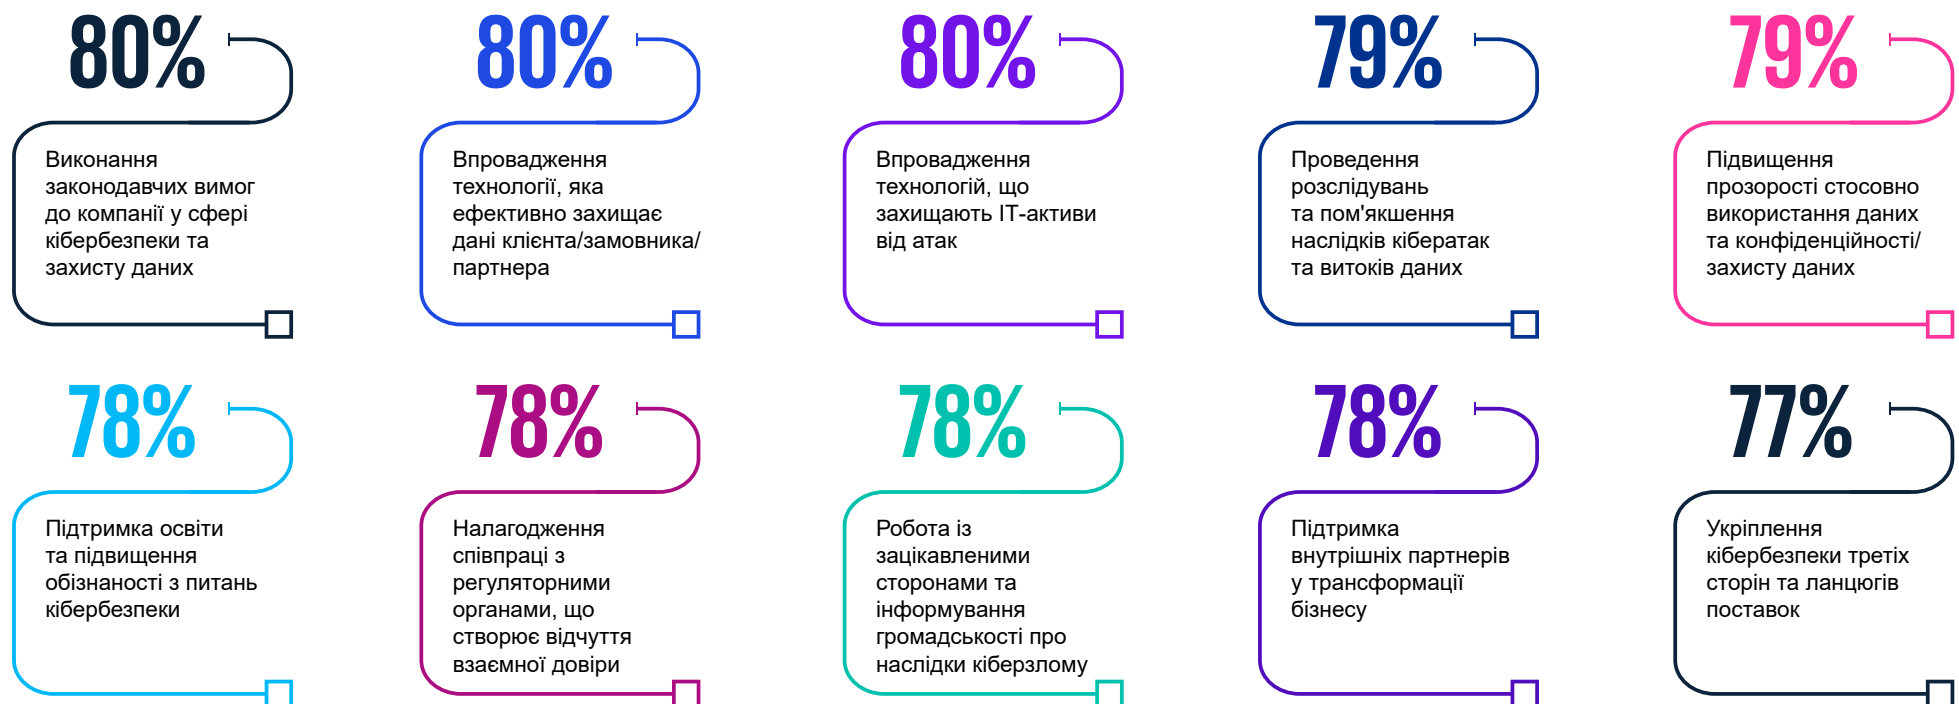 80%
Виконання
законодавчих вимог
до компанії у сфері
кібербезпеки та
захисту даних
80%
Впровадження
технології, яка
ефективно захищає
дані клієнта/замовника/
партнера
80%
Впровадження
технологій, що
захищають ІТ-активи
від атак
79%
Проведення
розслідувань
та пом'якшення
наслідків кібератак
та витоків даних
79%
Підвищення
прозорості стосовно
використання даних
та конфіденційності/
захисту даних
78%
Підтримка освіти
та підвищення
обізнаності з питань
кібербезпеки
78%
Налагодження
співпраці з
регуляторними
органами, що
створює відчуття
взаємної довіри
78%
Робота із
зацікавленими
сторонами та
інформування
громадськості про
наслідки кіберзлому
78%
Підтримка
внутрішніх партнерів
у трансформації
бізнесу
77%
Укріплення
кібербезпеки третіх
сторін та ланцюгів
поставок